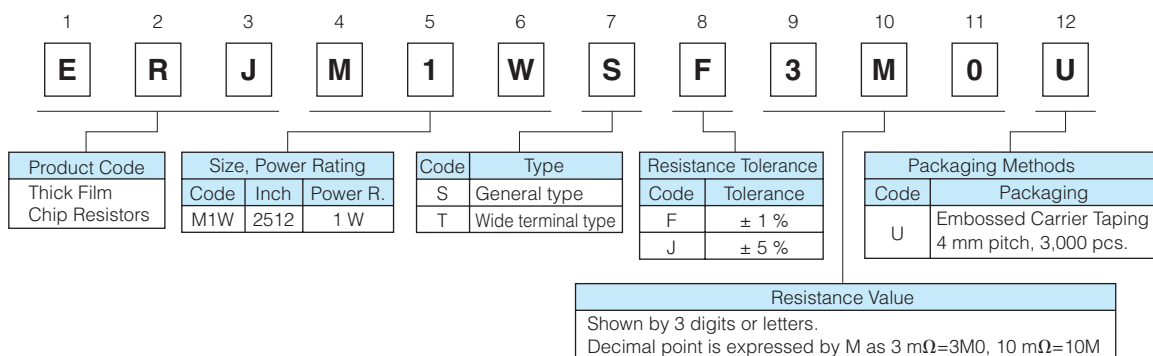 1 2 3 4 5 6 7 8 9 10 11 12
E R J M 1 W S F 3 M 0 U
Product Code
Thick Film
Chip Resistors
Size, Power Rating
Code Inch Power R.
M1W 2512 1 W
Code Type
S General type
T Wide terminal type
Resistance Tolerance
Code Tolerance
F ± 1 %
J ± 5 %
Packaging Methods
Code Packaging
U Embossed Carrier Taping
4 mm pitch, 3,000 pcs.
Resistance Value
Shown by 3 digits or letters.
Decimal point is expressed by M as 3 mΩ=3M0, 10 mΩ=10M